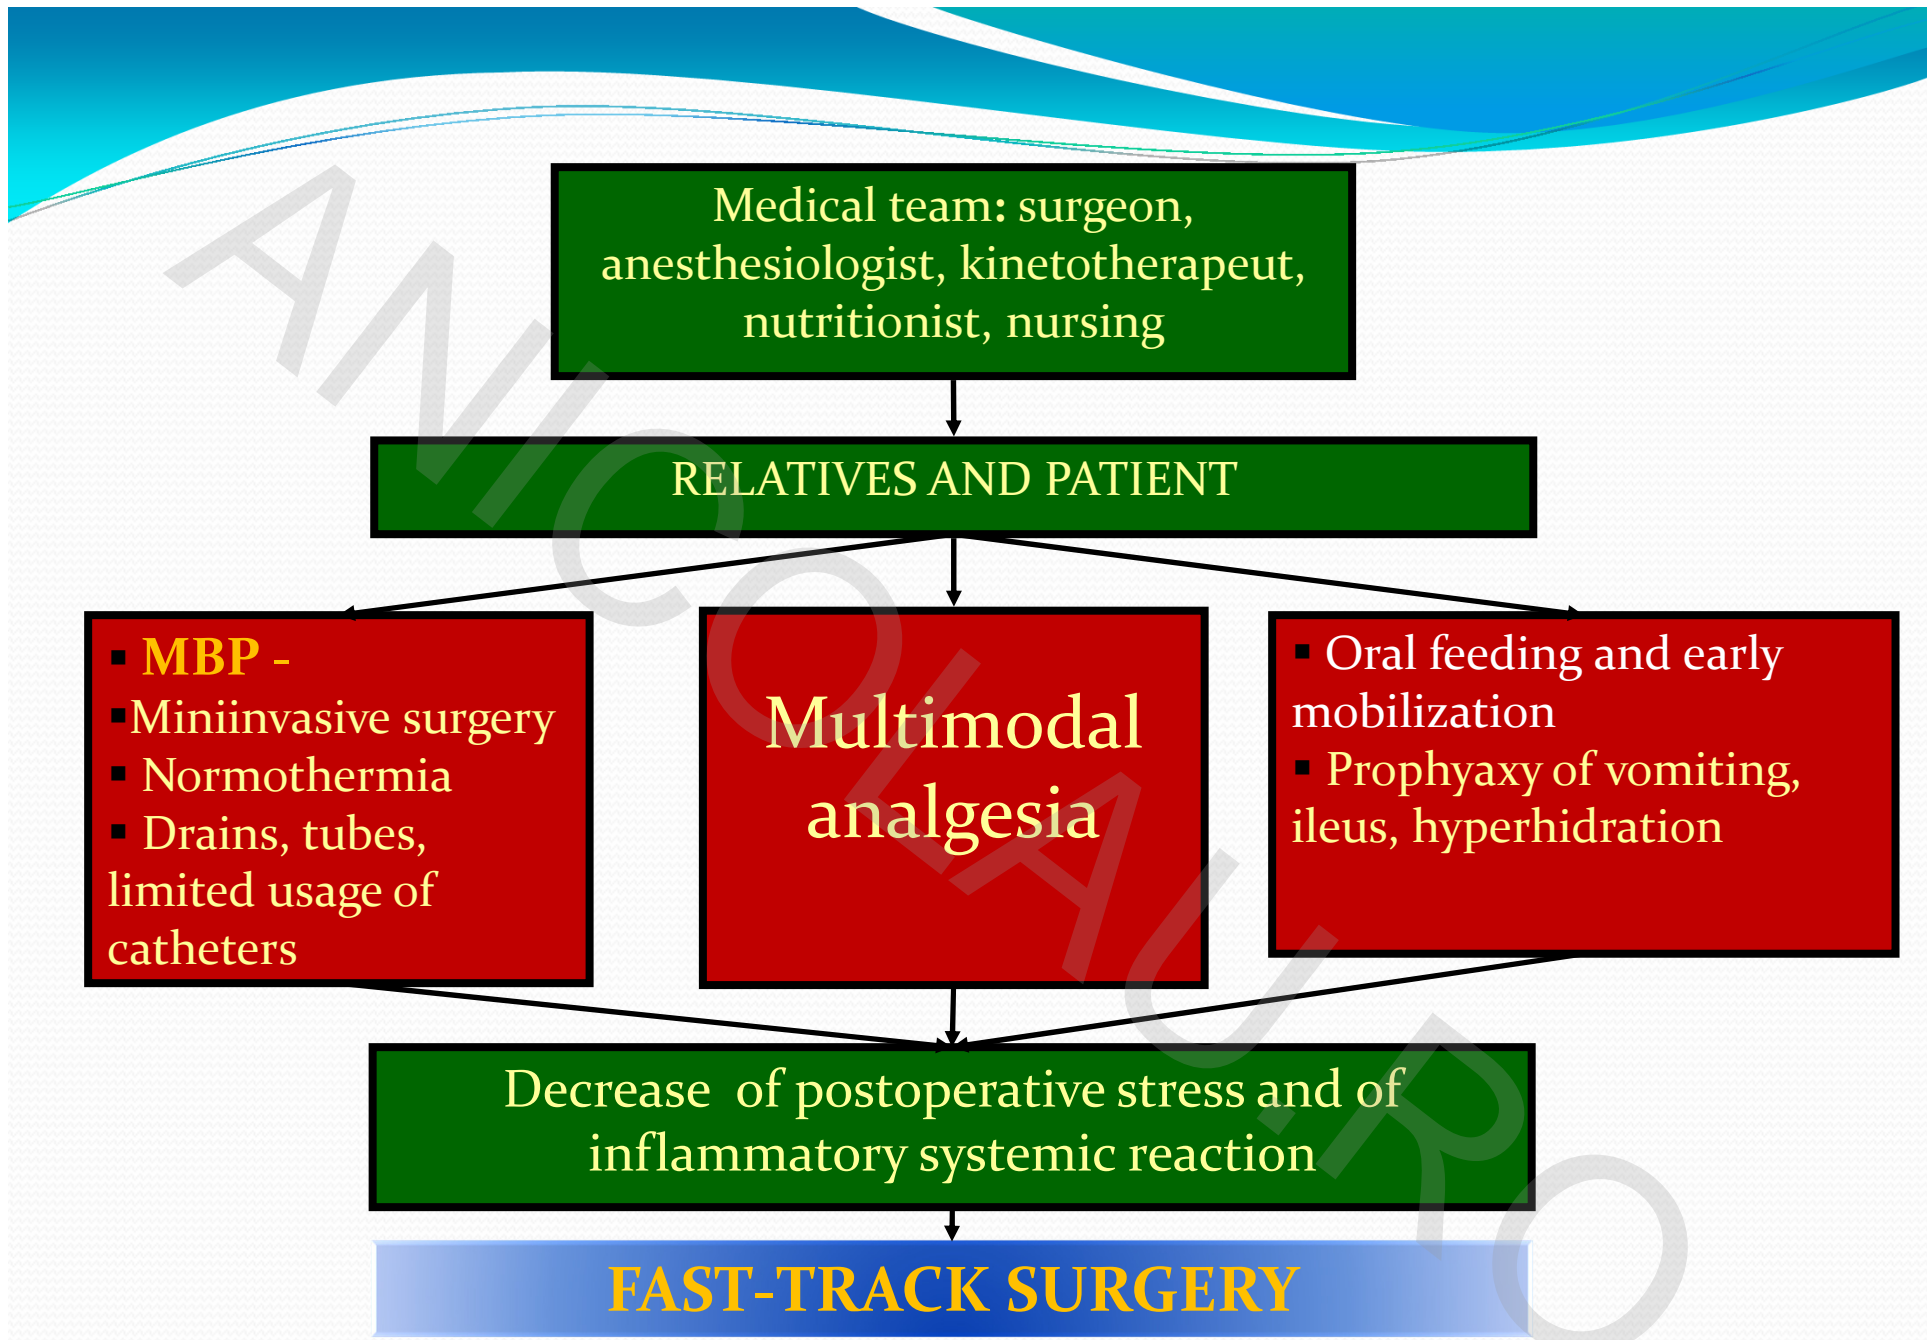 Medical team: surgeon,
anesthesiologist, kinetotherapeut,
nutritionist, nursing
RELATIVES AND PATIENT
▪ MBP -
▪Miniinvasive surgery
▪ Normothermia
▪ Drains, tubes,
limited usage of
catheters
Multimodal
analgesia
▪ Oral feeding and early
mobilization
▪ Prophyaxy of vomiting,
ileus, hyperhidration
Decrease of postoperative stress and of
inflammatory systemic reaction
FAST-TRACK SURGERY
ANICOLAU.RO